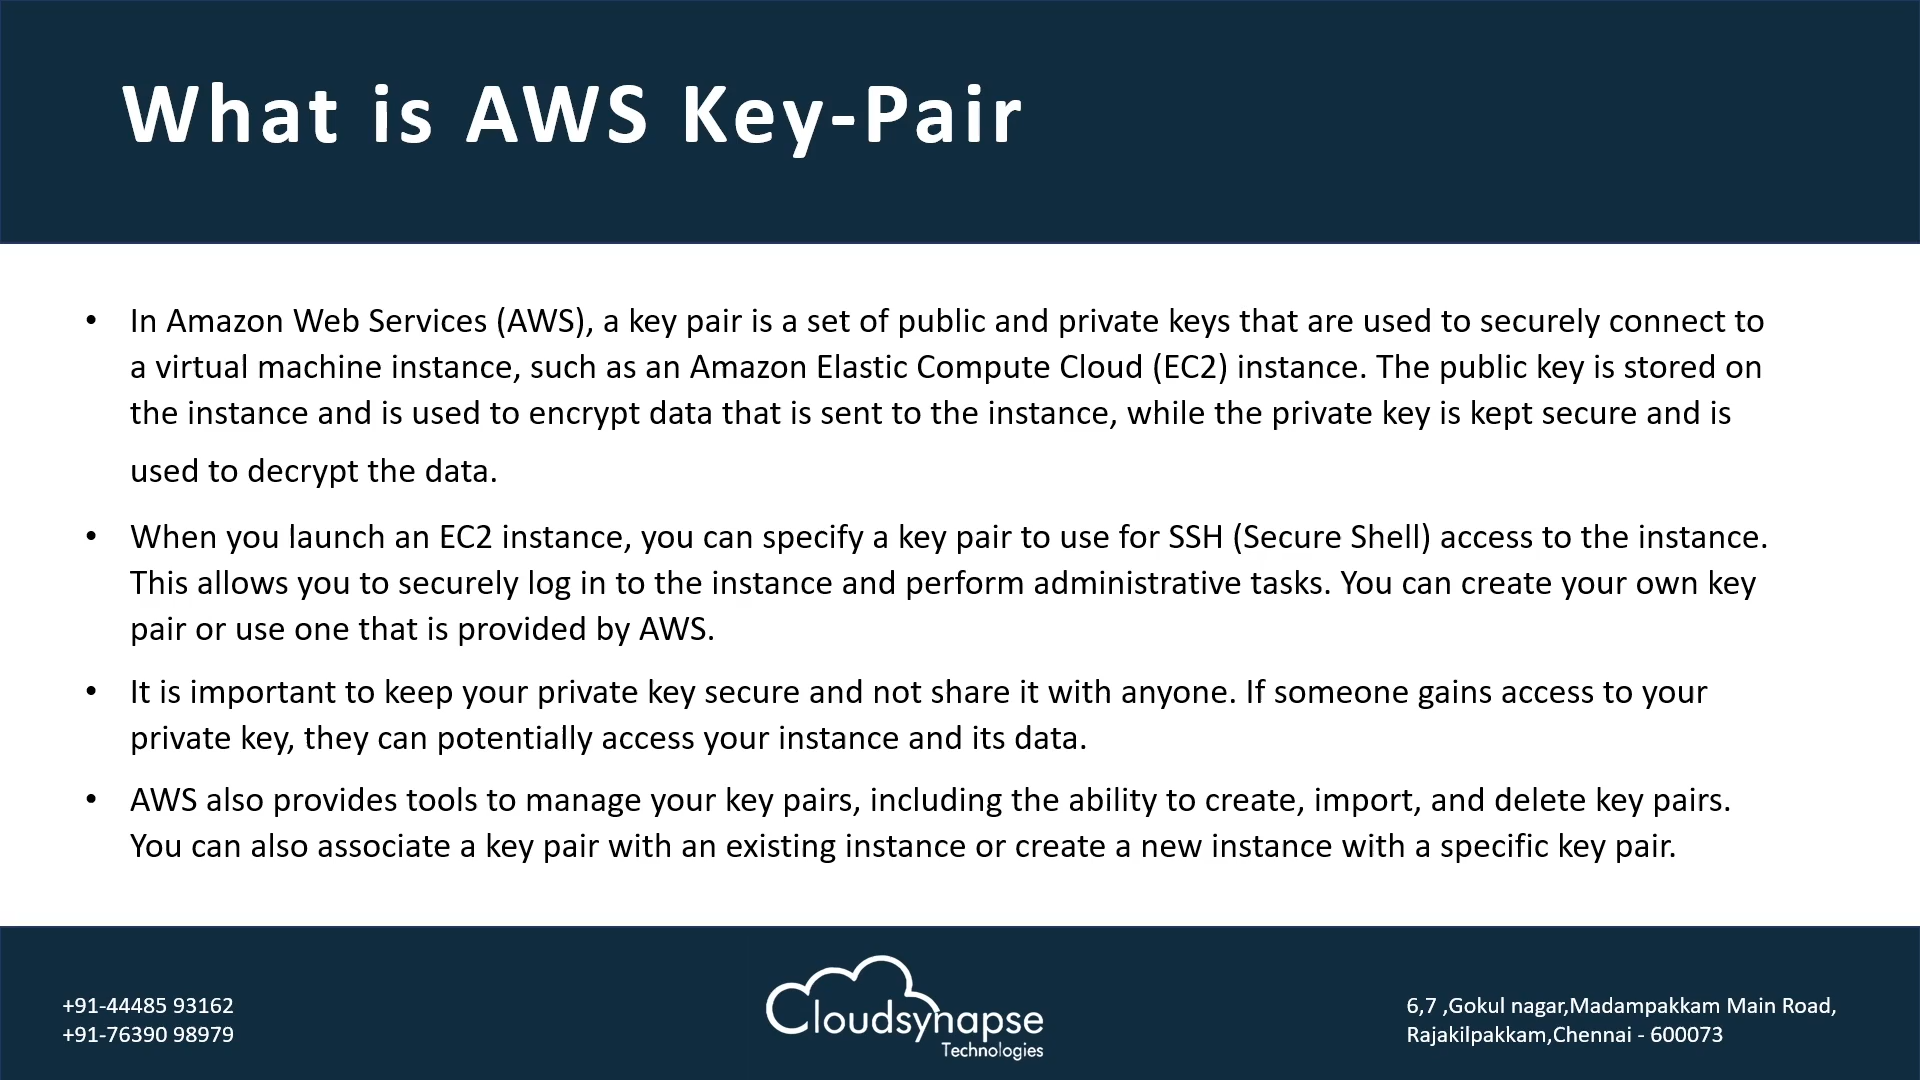 What is AWS Key-Pair
• In Amazon Web Services (AWS), a key pair is a set of public and private keys that are used to securely connect to
a virtual machine instance, such as an Amazon Elastic Compute Cloud (EC2) instance. The public key is stored on
the instance and is used to encrypt data that is sent to the instance, while the private key is kept secure and is
used to decrypt the data.
• When you launch an EC2 instance, you can specify a key pair to use for SSH (Secure Shell) access to the instance.
This allows you to securely log in to the instance and perform administrative tasks. You can create your own key
pair or use one that is provided by AWS.
• It is important to keep your private key secure and not share it with anyone. If someone gains access to your
private key, they can potentially access your instance and its data.
• AWS also provides tools to manage your key pairs, including the ability to create, import, and delete key pairs.
You can also associate a key pair with an existing instance or create a new instance with a specific key pair.
+91-44485 93162
+91-76390 98979
Cloudsynapse
Technologies
6,7 ,Gokul nagar,Madampakkam Main Road,
Rajakilpakkam,Chennai - 600073